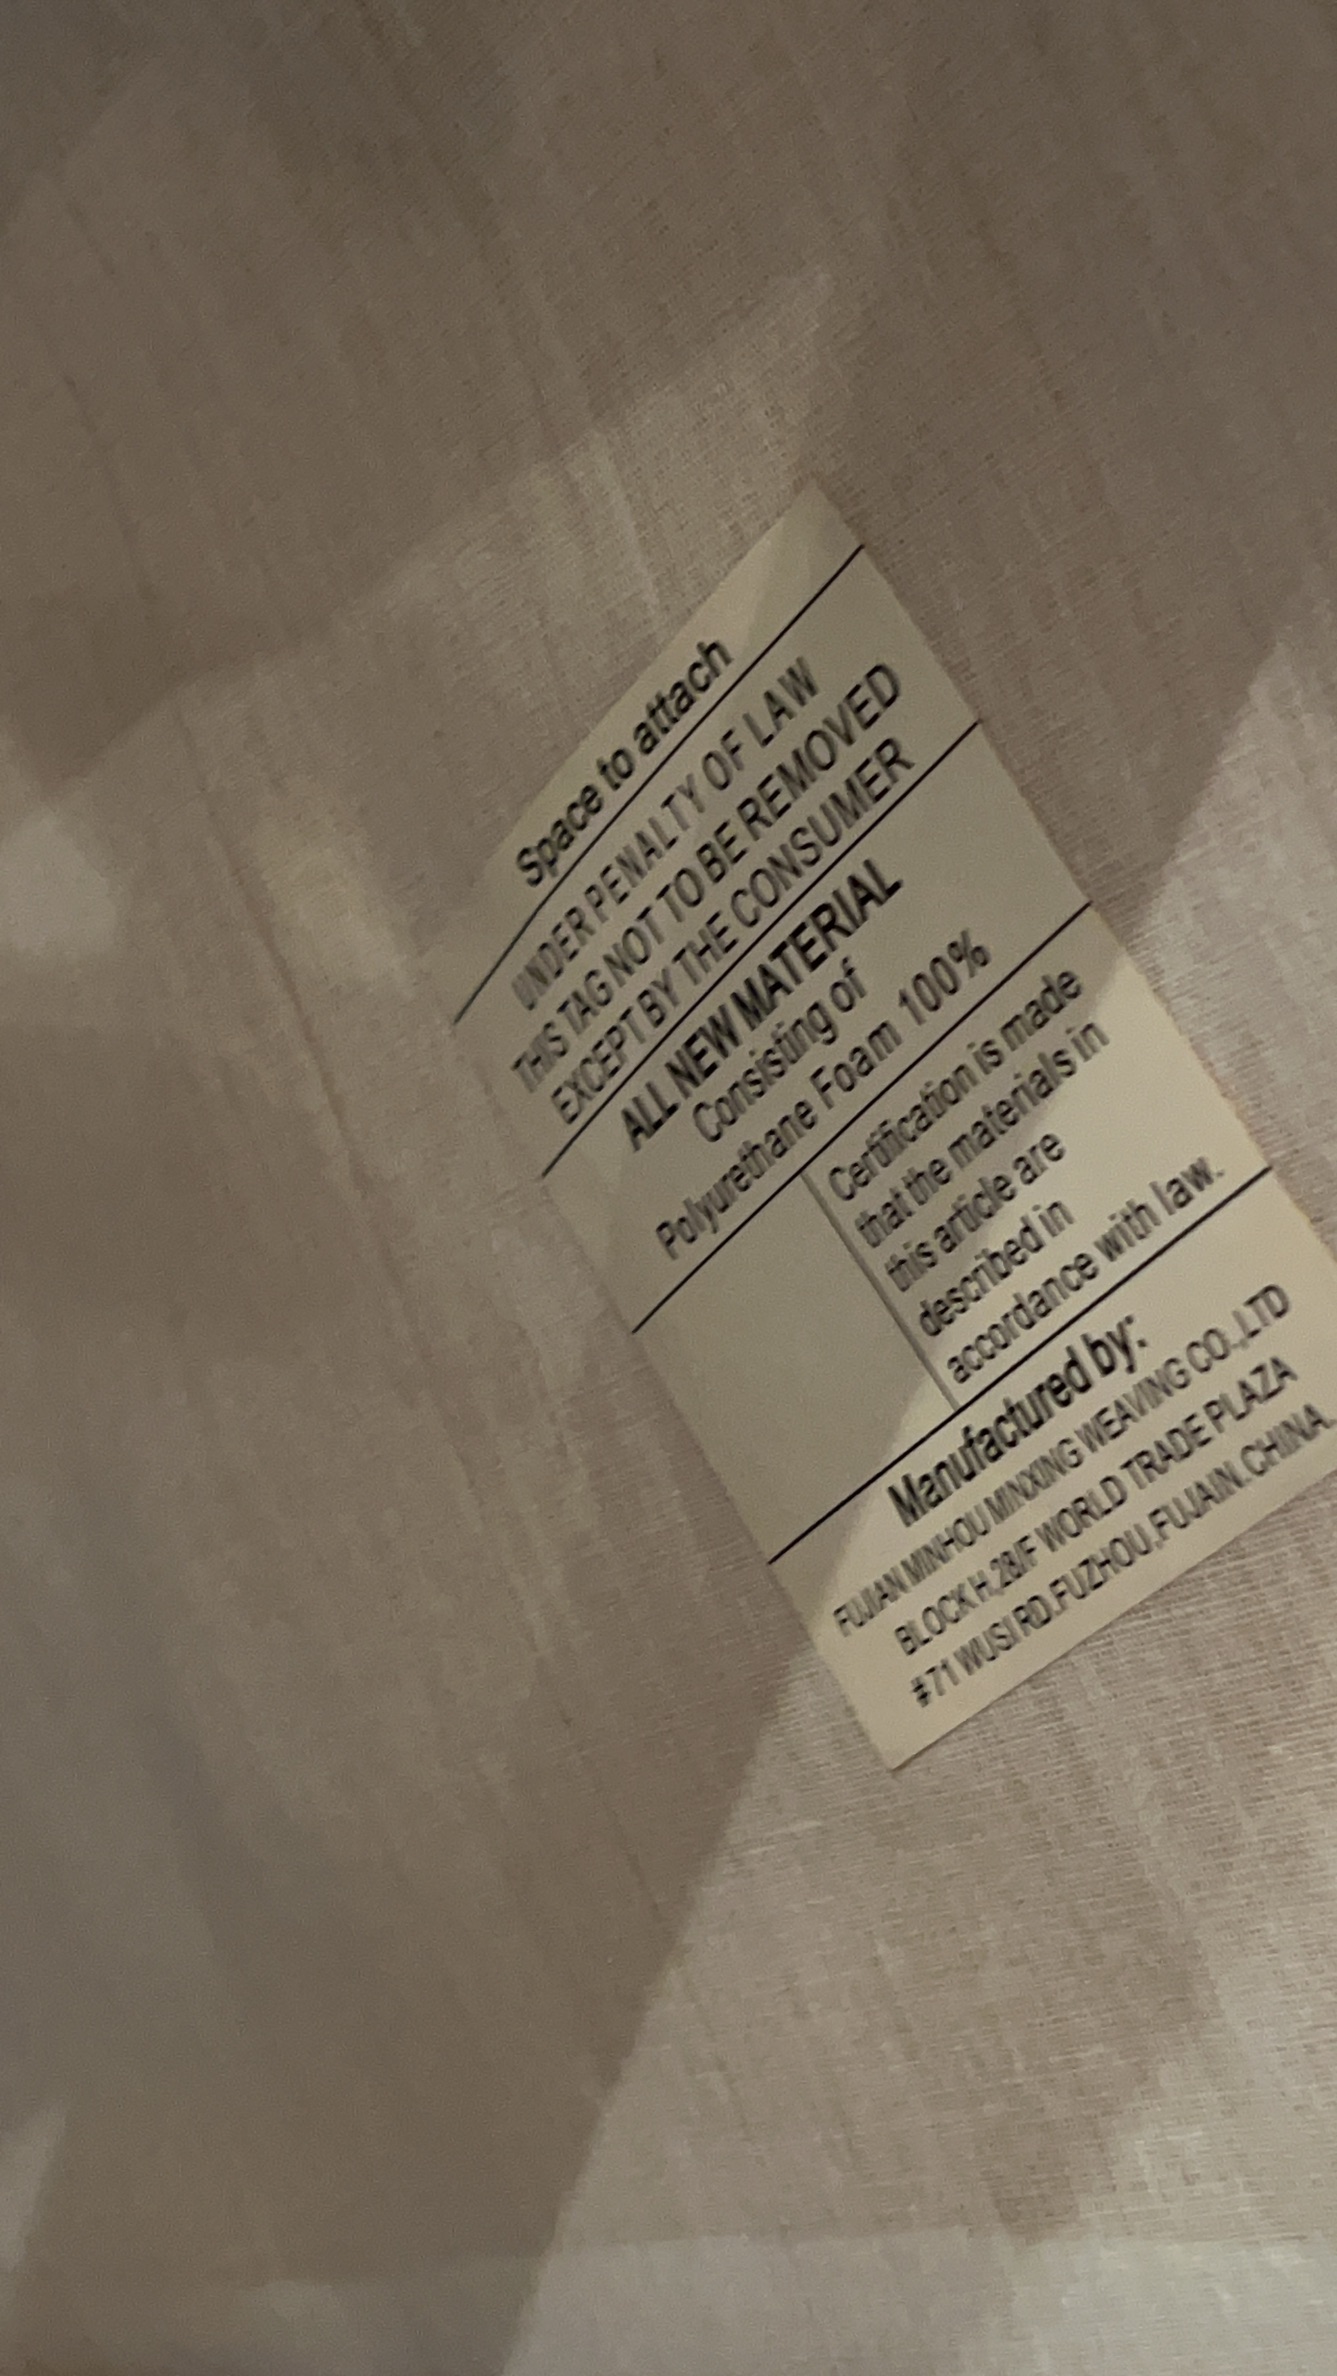 Space to attach
UNDER PENALTY OF LAW
THIS TAG NOT TO BE REMOVED
EXCEPT BY THE CONSUMER
ALL NEW MATERIAL
Consisting of
Polyurethane Foam 100%
Certification is made
that the materials in
this article are
described in
accordance with law.
Manufactured by:
FUJIAN MINHOU MINXING WEAVING CO.,LTD
BLOCK H,28/F WORLD TRADE PLAZA
#71 WUSI RD.FUZHOU,FUJAIN.CHINA.